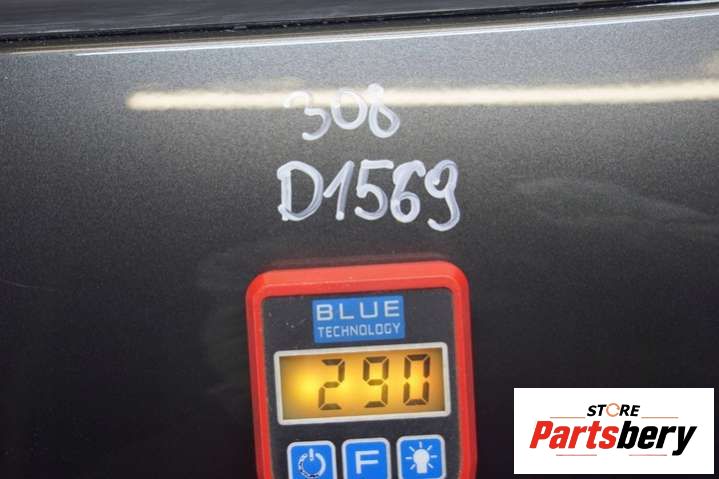 308
D1569
BLUE
TECHNOLOGY
290
F
STORE
Partsbery